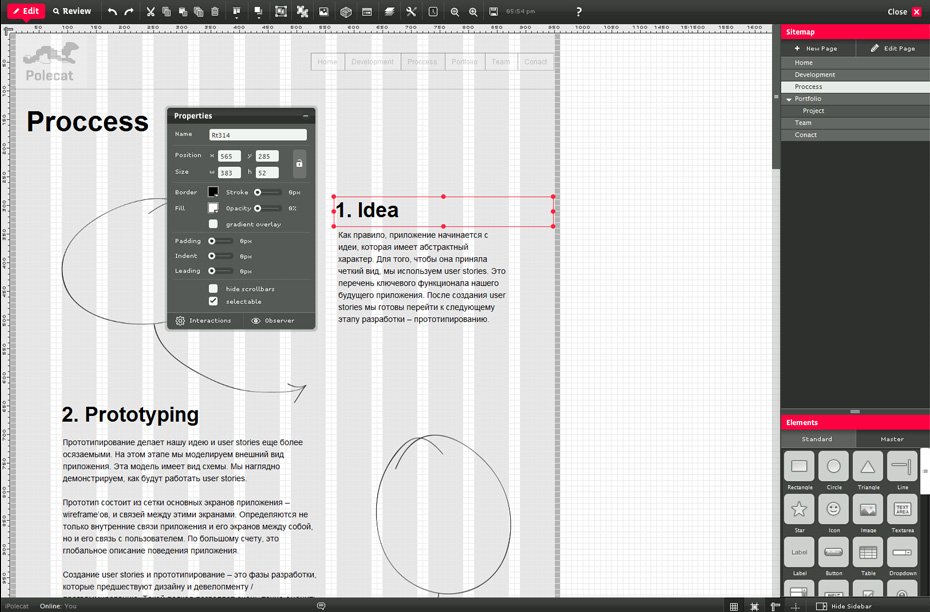 Edit
Review
05:54 pm
?
Close
Polecat
Home
Development
Proccess
Portfolio
Team
Conact
Proccess
Properties
Name
Rt314
Position x 565 y 285
Size w 383 h 52
Border Stroke 0px
Fill Opacity 0%
gradient overlay
Padding 0px
Indent 0px
Leading 0px
hide scrollbars
selectable
Interactions
Observer
1. Idea
Как правило, приложение начинается с
идеи, которая имеет абстрактный
характер. Для того, чтобы она приняла
четкий вид, мы используем user stories. Это
перечень ключевого функционала нашего
будущего приложения. После создания user
stories мы готовы перейти к следующему
этапу разработки – прототипированию.
2. Prototyping
Прототипирование делает нашу идею и user stories еще более
осязаемыми. На этом этапе мы моделируем внешний вид
приложения. Эта модель имеет вид схемы. Мы наглядно
демонстрируем, как будут работать user stories.
Прототип состоит из сетки основных экранов приложения –
wireframe'ов, и связей между этими экранами. Определяются не
только внутренние связи приложения и его экранов между собой,
но и его связь с пользователем. По большому счету, это
глобальное описание поведения приложения.
Создание user stories и прототипирование – это фазы разработки,
которые предшествуют дизайну и девелопменту /
Sitemap
+ New Page
Edit Page
Home
Development
Proccess
Portfolio
Project
Team
Conact
Elements
Standard
Master
Rectangle
Circle
Triangle
Line
TEXT
AREA
Star
Icon
Image
Textarea
Label
Label
Button
Table
Dropdown
iPolecat
Online: You
Hide Sidebar